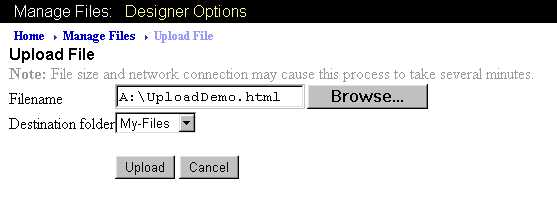 Manage Files: Designer Options
Home Manage Files Upload File
Upload File
Note: File size and network connection may cause this process to take several minutes.
Filename A:\UploadDemo.html Browse...
Destination folder My-Files
Upload Cancel